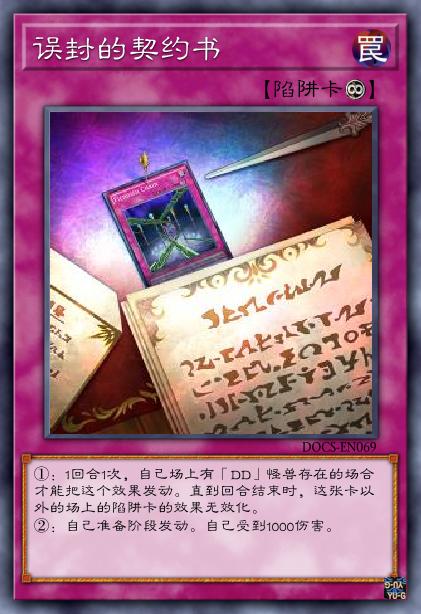 误封的契约书
罠
【陷阱卡♾】
DOCS-EN069
①：1回合1次，自己场上有「DD」怪兽存在的场合
才能把这个效果发动。直到回合结束时，这张卡以
外的场上的陷阱卡的效果无效化。
②：自己准备阶段发动。自己受到1000伤害。